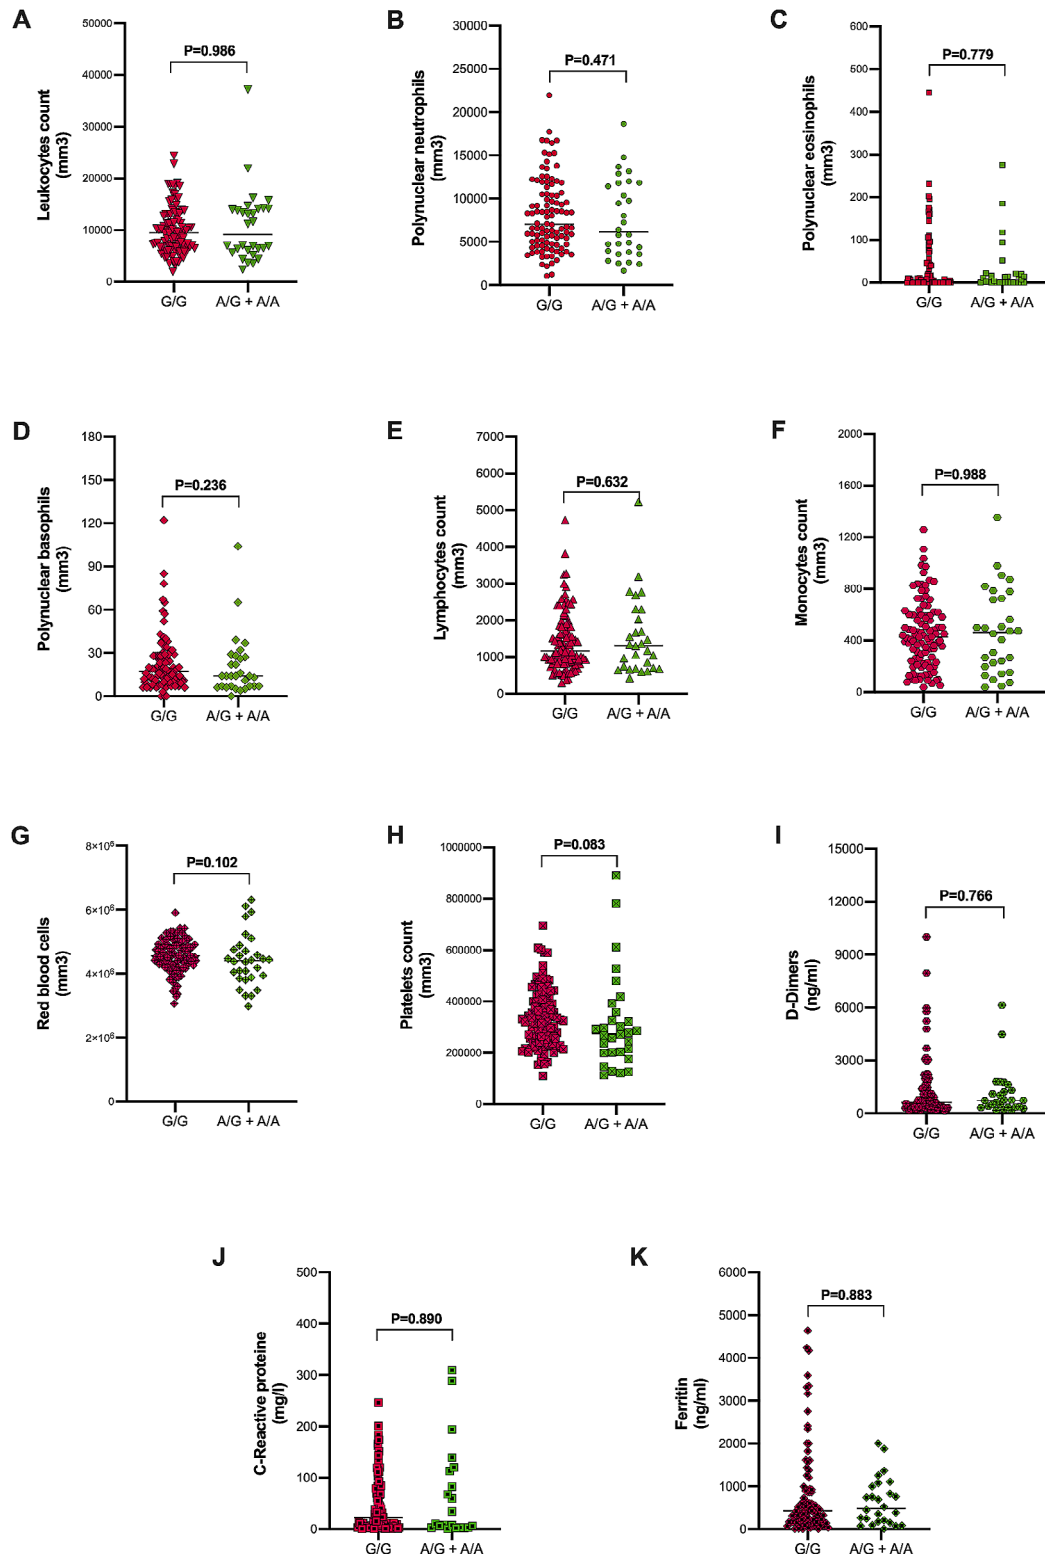 A
Leukocytes count
(mm3)
50000
40000
30000
20000
10000
0
P=0.986
G/G
A/G + A/A
B
Polynuclear neutrophils
(mm3)
30000
25000
20000
15000
10000
5000
0
P=0.471
G/G
A/G + A/A
C
Polynuclear eosinophils
(mm3)
600
500
400
300
200
100
0
P=0.779
G/G
A/G + A/A
D
Polynuclear basophils
(mm3)
180
150
120
90
60
30
0
P=0.236
G/G
A/G + A/A
E
Lymphocytes count
(mm3)
7000
6000
5000
4000
3000
2000
1000
0
P=0.632
G/G
A/G + A/A
F
Monocytes count
(mm3)
2000
1600
1200
800
400
0
P=0.988
G/G
A/G + A/A
G
Red blood cells
(mm3)
8×10⁶
6×10⁶
4×10⁶
2×10⁶
0
P=0.102
G/G
A/G + A/A
H
Platelets count
(mm3)
1000000
800000
600000
400000
200000
0
P=0.083
G/G
A/G + A/A
I
D-Dimers
(ng/ml)
15000
12000
9000
6000
3000
0
P=0.766
G/G
A/G + A/A
J
C-Reactive proteine
(mg/l)
500
400
300
200
100
0
P=0.890
G/G
A/G + A/A
K
Ferritin
(ng/ml)
6000
5000
4000
3000
2000
1000
0
P=0.883
G/G
A/G + A/A